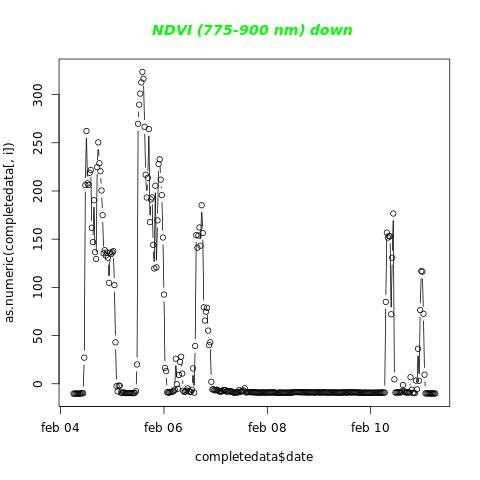 NDVI (775-900 nm) down
as.numeric(completedata[, i])
300
250
200
150
100
50
0
feb 04 feb 06 feb 08 feb 10
completedata$date